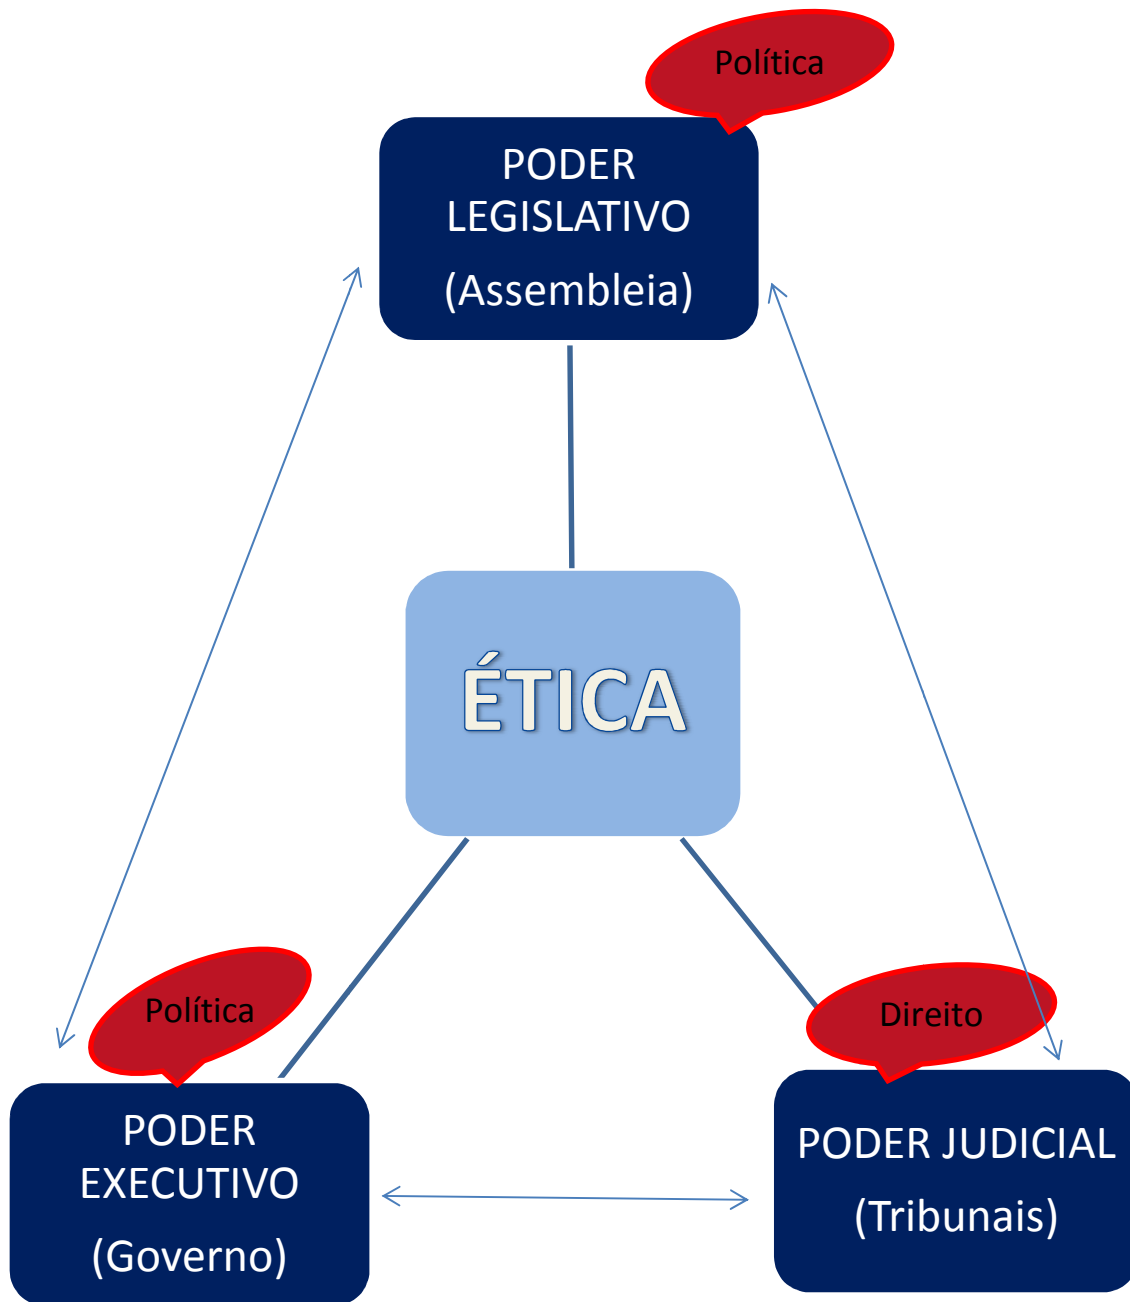 Política
PODER
LEGISLATIVO
(Assembleia)
ÉTICA
Política
PODER
EXECUTIVO
(Governo)
Direito
PODER JUDICIAL
(Tribunais)